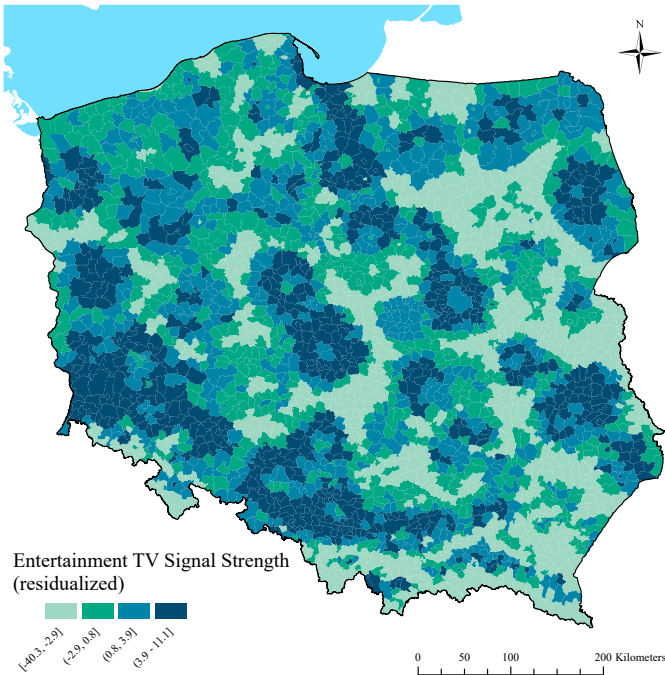 N
Entertainment TV Signal Strength
(residualized)
[-40.3, -2.9]
(-2.9, 0.8]
(0.8, 3.9]
(3.9 - 11.1]
0 50 100 200 Kilometers